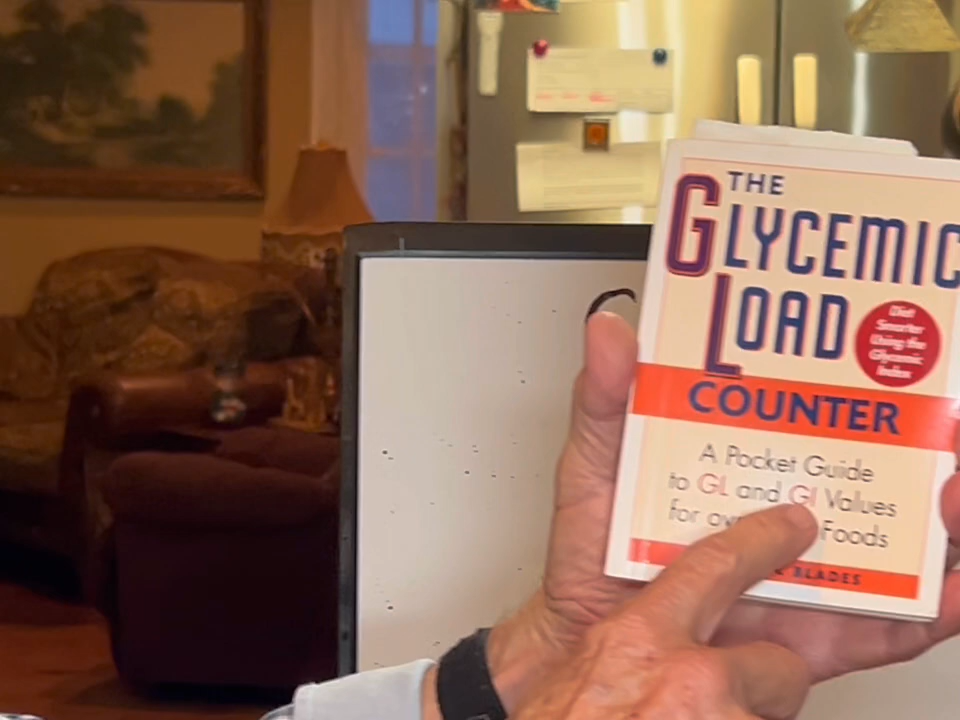 THE
GLYCEMIC
LOAD
Diet
Smarter
Using the
Glycemic
Index
COUNTER
A Pocket Guide
to GL and GI Values
for Foods
BLADES